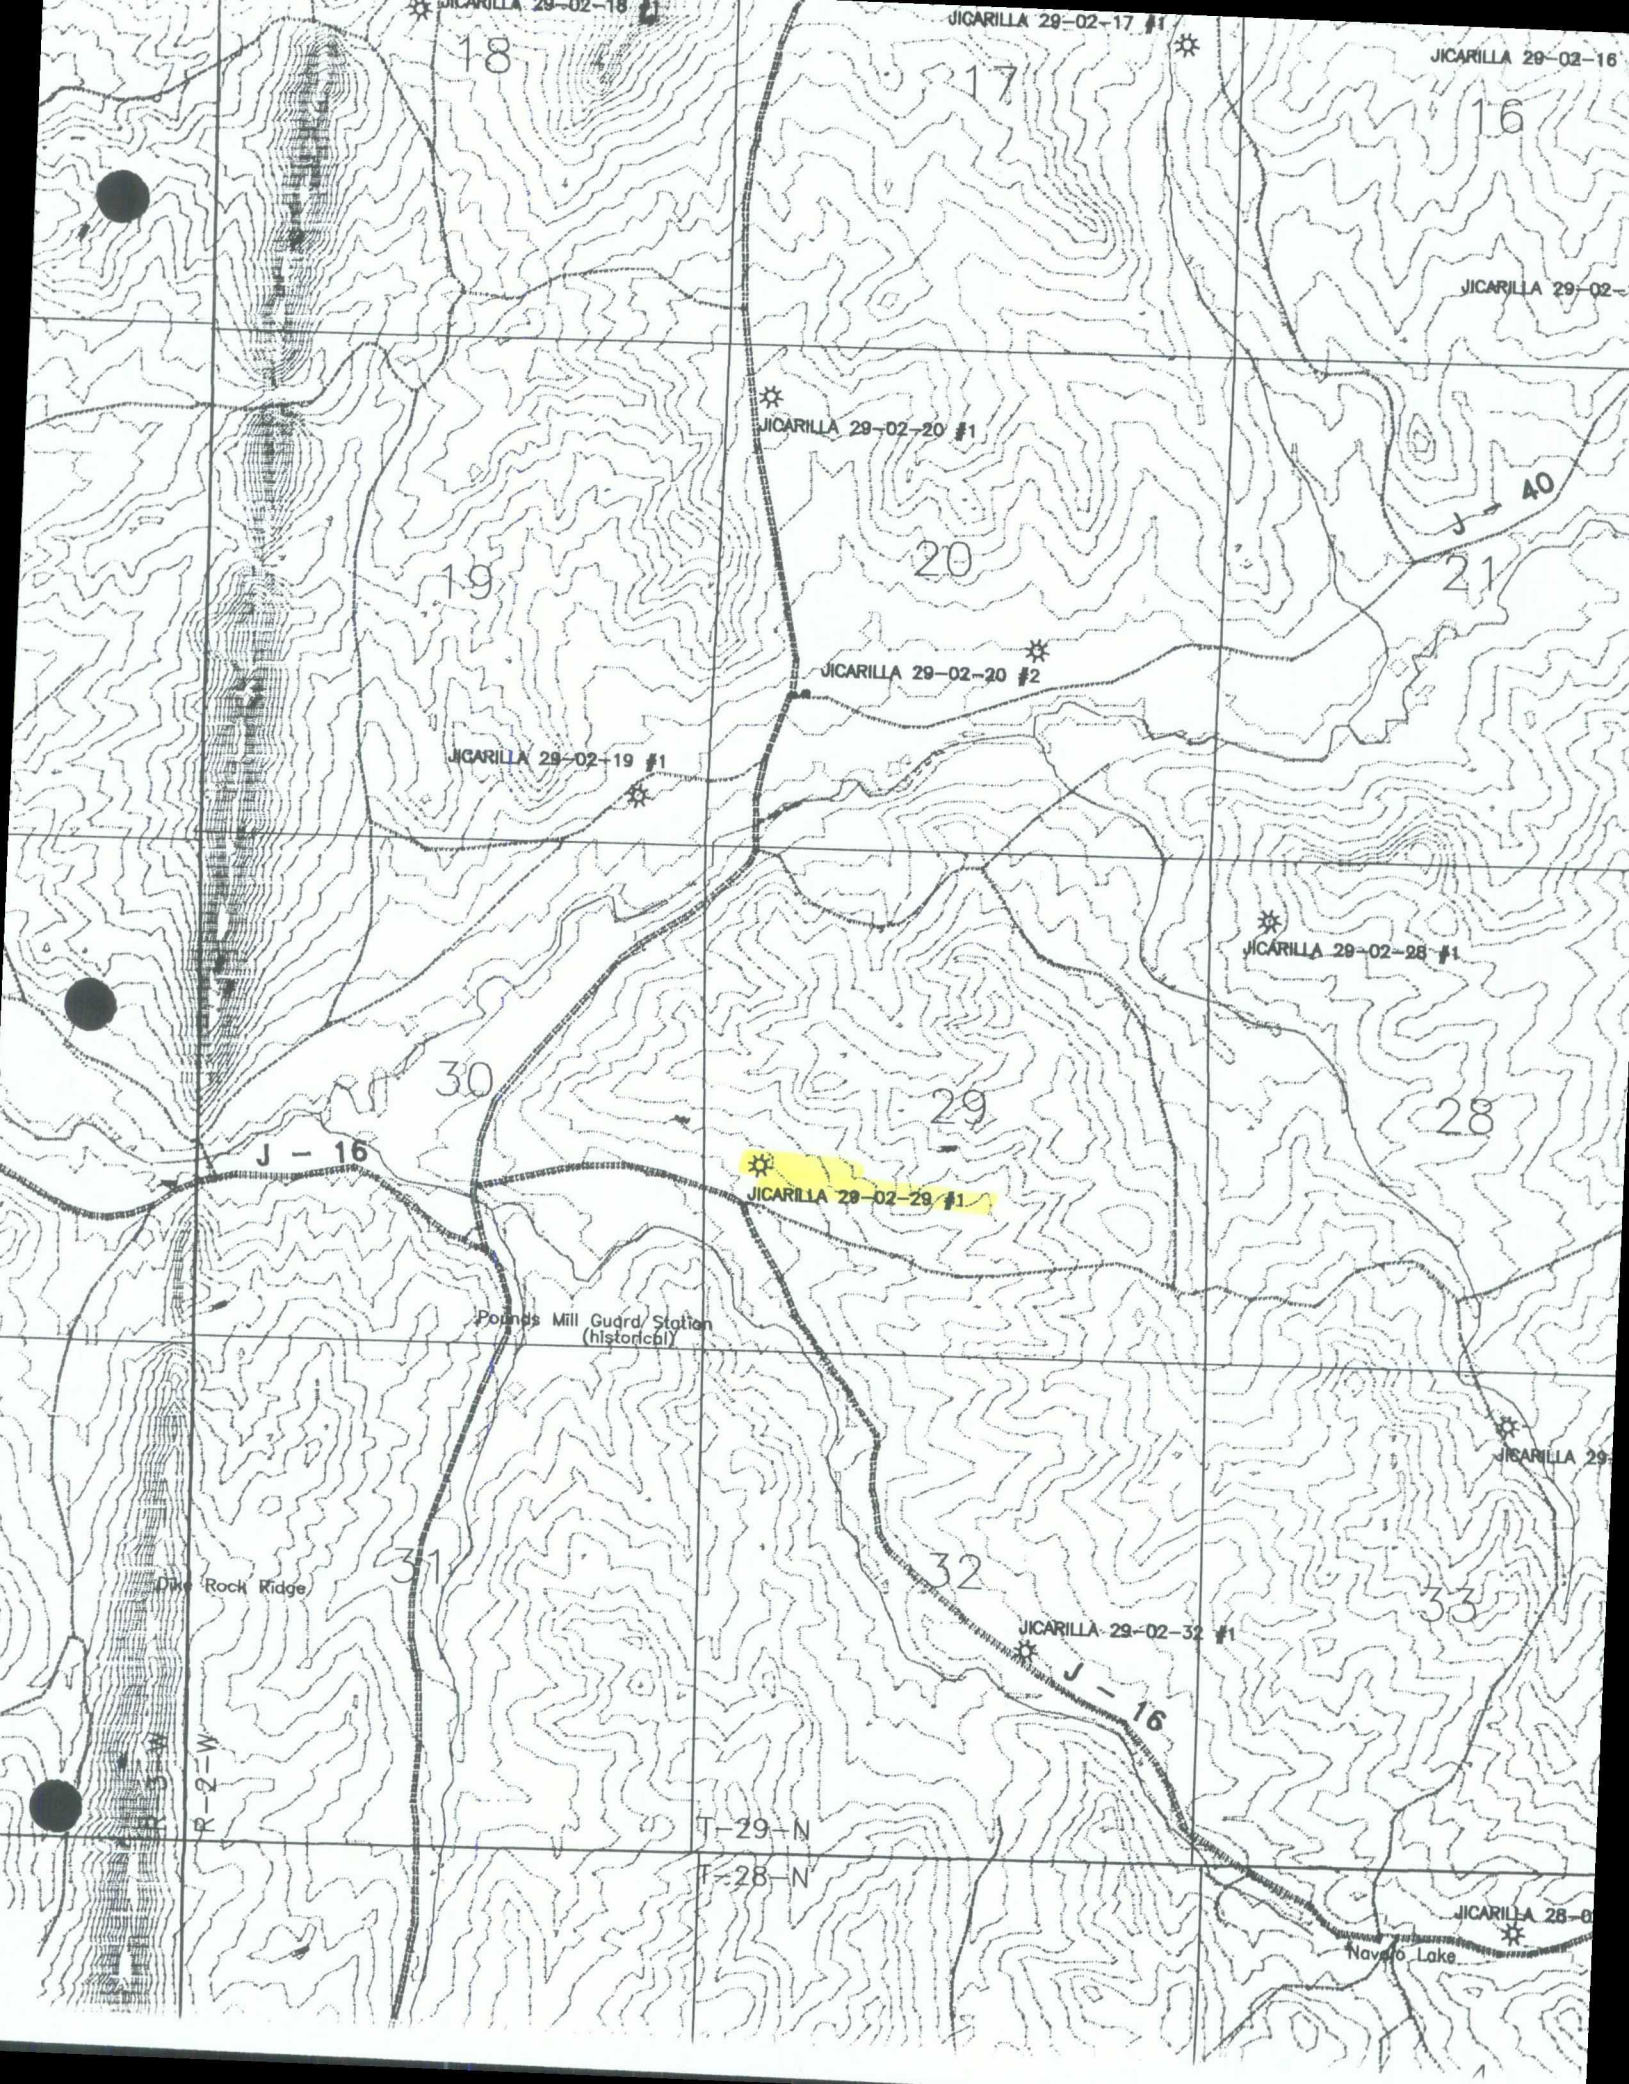 JICARILLA 29-02-18 #1
JICARILLA 29-02-17 #1
JICARILLA 29-02-16
18
17
16
JICARILLA 29-02-
JICARILLA 29-02-20 #1
J - 40
20
21
19
JICARILLA 29-02-20 #2
JICARILLA 29-02-19 #1
JICARILLA 29-02-28 #1
30
29
28
J - 16
JICARILLA 29-02-29 #1
Pounds Mill Guard Station
(historical)
JICARILLA 29-
31
32
33
Dike Rock Ridge
JICARILLA 29-02-32 #1
J - 16
R-3-W
R-2-W
T-29-N
T-28-N
JICARILLA 28-0
Navajo Lake